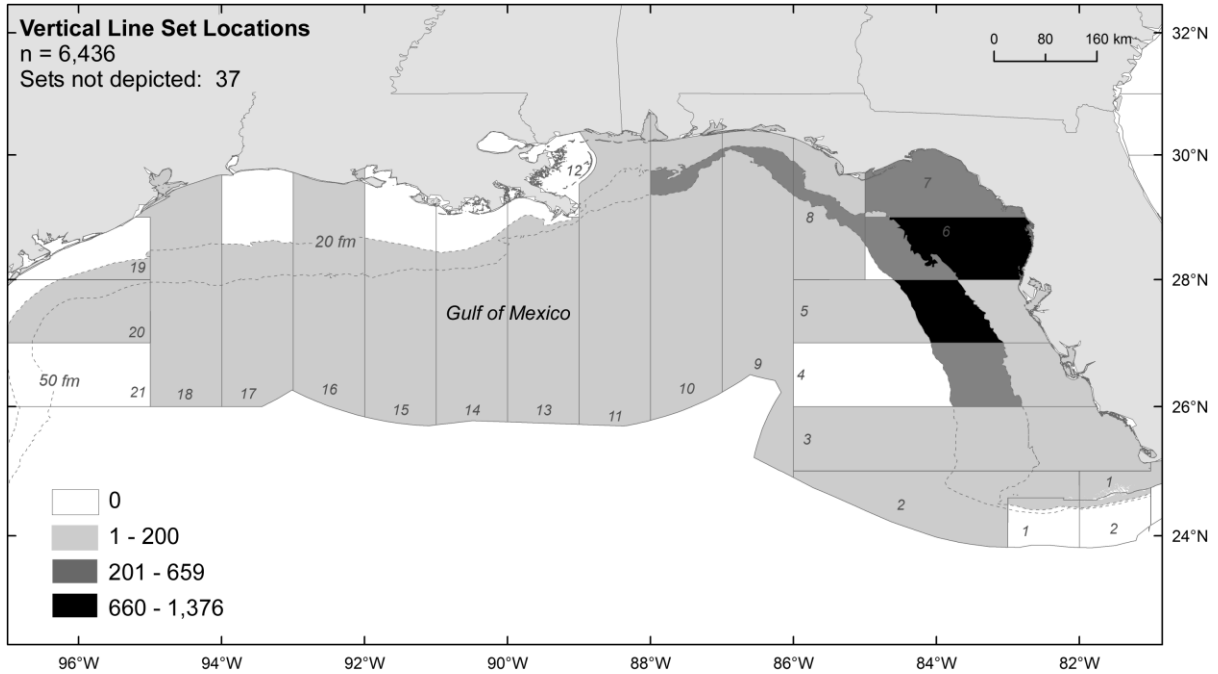 Vertical Line Set Locations
n = 6,436
Sets not depicted: 37
0 80 160 km
32°N
30°N
28°N
26°N
24°N
12
7
8
6
20 fm
19
Gulf of Mexico
5
20
50 fm
21
18
17
16
15
14
13
11
10
9
4
3
2
1
1
2
0
1 - 200
201 - 659
660 - 1,376
96°W
94°W
92°W
90°W
88°W
86°W
84°W
82°W